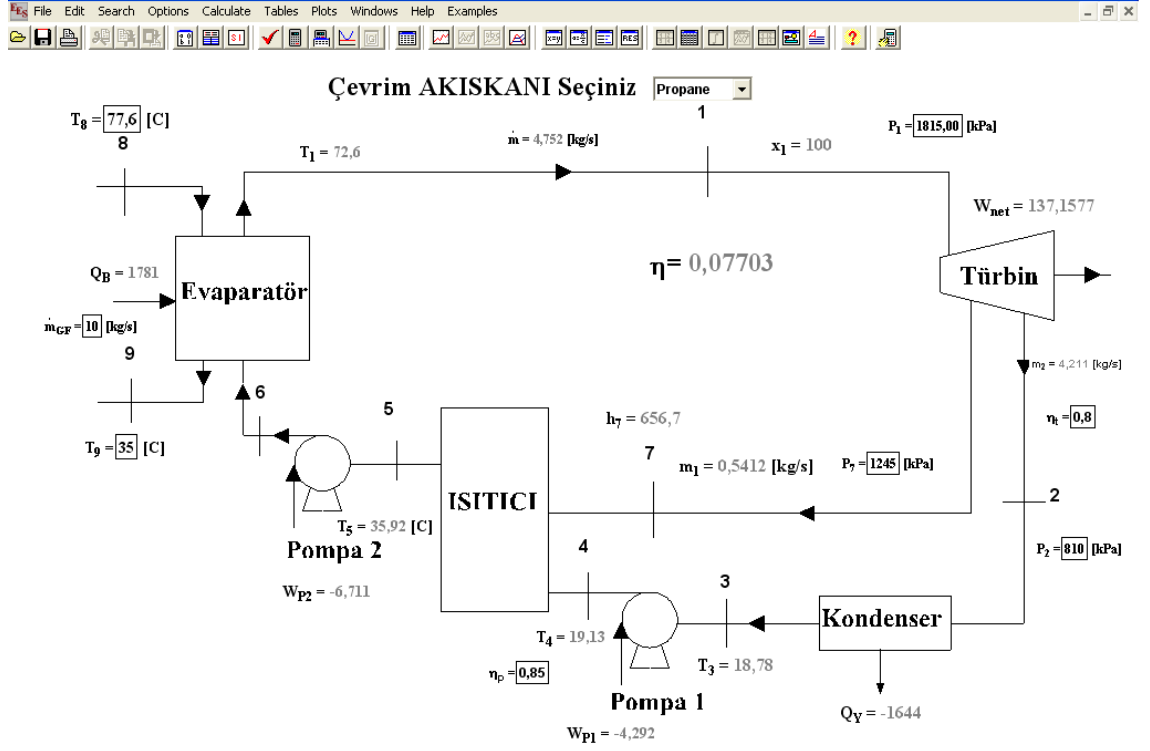 File Edit Search Options Calculate Tables Plots Windows Help Examples
Çevrim AKISKANI Seçiniz Propane
T8 = 77,6 [C]
8
T1 = 72,6
ṁ = 4,752 [kg/s]
1
x1 = 100
P1 = 1815,00 [kPa]
Wnet = 137,1577
η= 0,07703
Türbin
QB = 1781
Evaparatör
ṁGF = 10 [kg/s]
9
T9 = 35 [C]
6
5
m2 = 4,211 [kg/s]
ηt = 0,8
h7 = 656,7
7
m1 = 0,5412 [kg/s]
P7 = 1245 [kPa]
2
P2 = 810 [kPa]
ISITICI
T5 = 35,92 [C]
Pompa 2
WP2 = -6,711
4
3
T4 = 19,13
ηp = 0,85
T3 = 18,78
Kondenser
Pompa 1
WP1 = -4,292
QY = -1644